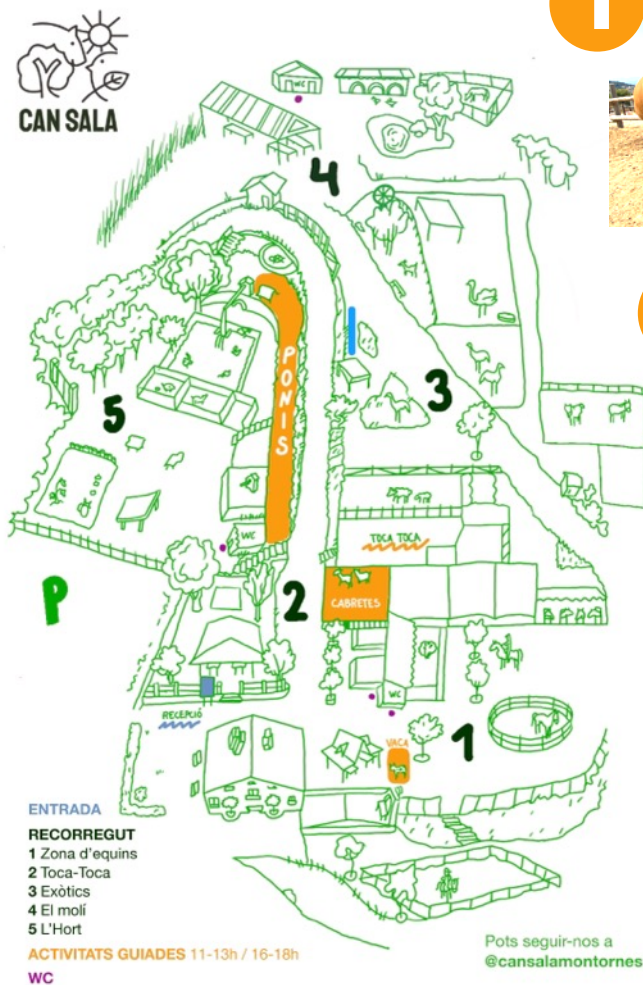 CAN SALA
WC
4
PONIS
3
5
WC
TOCA TOCA
P
2
CABRETES
WC
RECEPCIÓ
1
VACA
ENTRADA
RECORREGUT
1 Zona d'equins
2 Toca-Toca
3 Exòtics
4 El molí
5 L'Hort
ACTIVITATS GUIADES 11-13h / 16-18h
WC
Pots seguir-nos a
@cansalamontornes